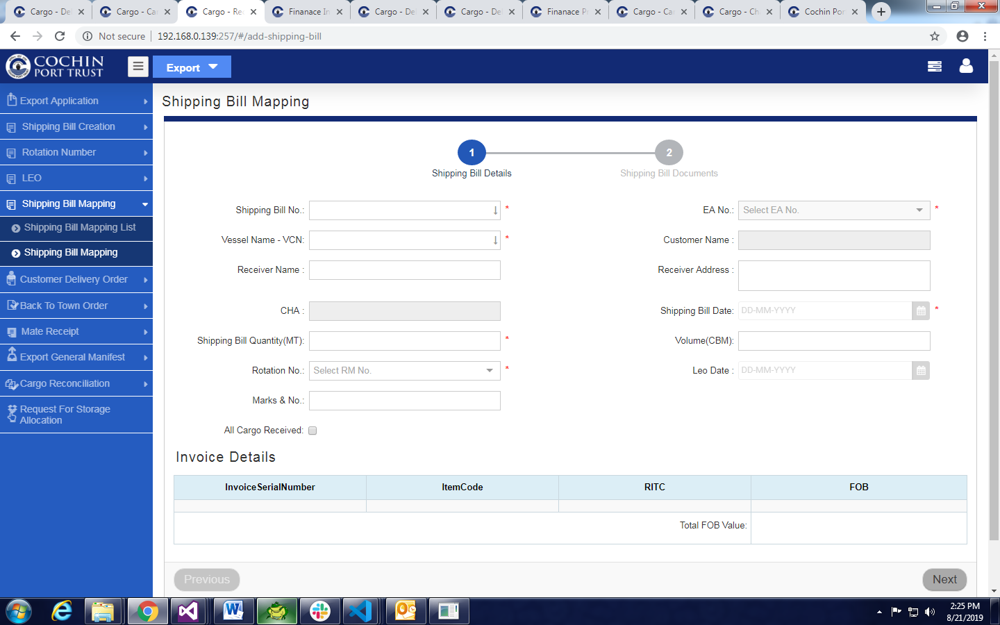 Cargo - De
Cargo - Ca
Cargo - Re
Finanace In
Cargo - De
Cargo - De
Finanace P
Cargo - Ca
Cargo - Ch
Cochin Por
Not secure
192.168.0.139:257/#/add-shipping-bill
COCHIN
PORT TRUST
Export
Export Application
Shipping Bill Creation
Rotation Number
LEO
Shipping Bill Mapping
Shipping Bill Mapping List
Shipping Bill Mapping
Customer Delivery Order
Back To Town Order
Mate Receipt
Export General Manifest
Cargo Reconciliation
Request For Storage
Allocation
Shipping Bill Mapping
1
2
Shipping Bill Details
Shipping Bill Documents
Shipping Bill No.: *
EA No.: Select EA No. *
Vessel Name - VCN: *
Customer Name :
Receiver Name :
Receiver Address :
CHA :
Shipping Bill Date: DD-MM-YYYY *
Shipping Bill Quantity(MT): *
Volume(CBM):
Rotation No.: Select RM No. *
Leo Date : DD-MM-YYYY
Marks & No.:
All Cargo Received:
Invoice Details
InvoiceSerialNumber ItemCode RITC FOB
Total FOB Value:
Previous
Next
2:25 PM
8/21/2019